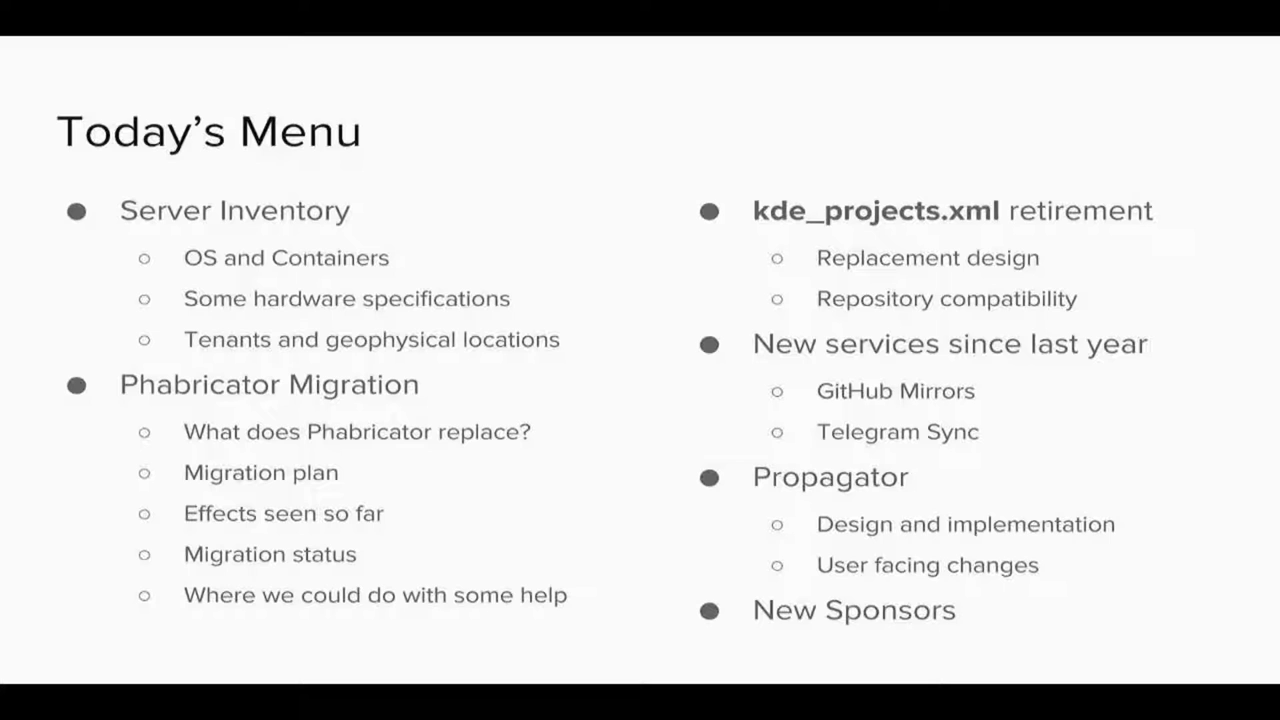 Today’s Menu
Server Inventory
OS and Containers
Some hardware specifications
Tenants and geophysical locations
Phabricator Migration
What does Phabricator replace?
Migration plan
Effects seen so far
Migration status
Where we could do with some help
kde_projects.xml retirement
Replacement design
Repository compatibility
New services since last year
GitHub Mirrors
Telegram Sync
Propagator
Design and implementation
User facing changes
New Sponsors